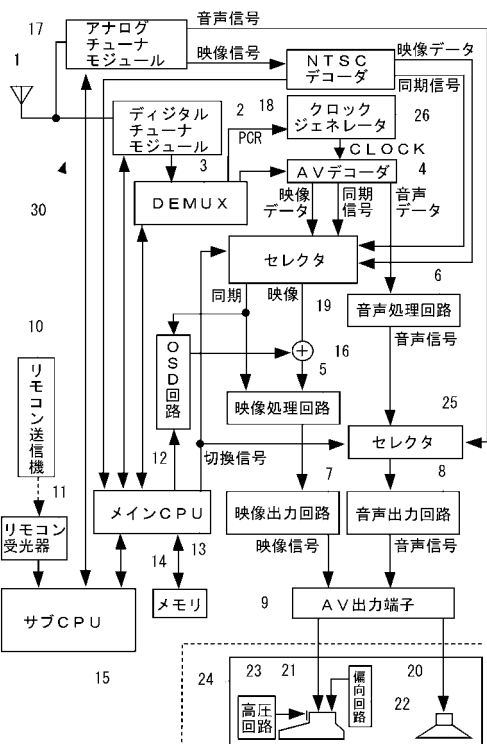 17
アナログ
チューナ
モジュール
音声信号
映像信号
NTSC
デコーダ
映像データ
同期信号
1
ディジタル
チューナ
モジュール
2
18
PCR
クロック
ジェネレータ
26
CLOCK
3
DEMUX
AVデコーダ
4
映像
データ
同期
信号
音声
データ
30
セレクタ
6
同期
映像
19
音声処理回路
音声信号
10
リモコン送信機
OSD回路
16
5
映像処理回路
25
セレクタ
12
切換信号
11
7
8
メインCPU
映像出力回路
音声出力回路
リモコン
受光器
13
映像信号
音声信号
14
サブCPU
メモリ
9
AV出力端子
15
24
23
21
20
偏向回路
高圧
回路
22